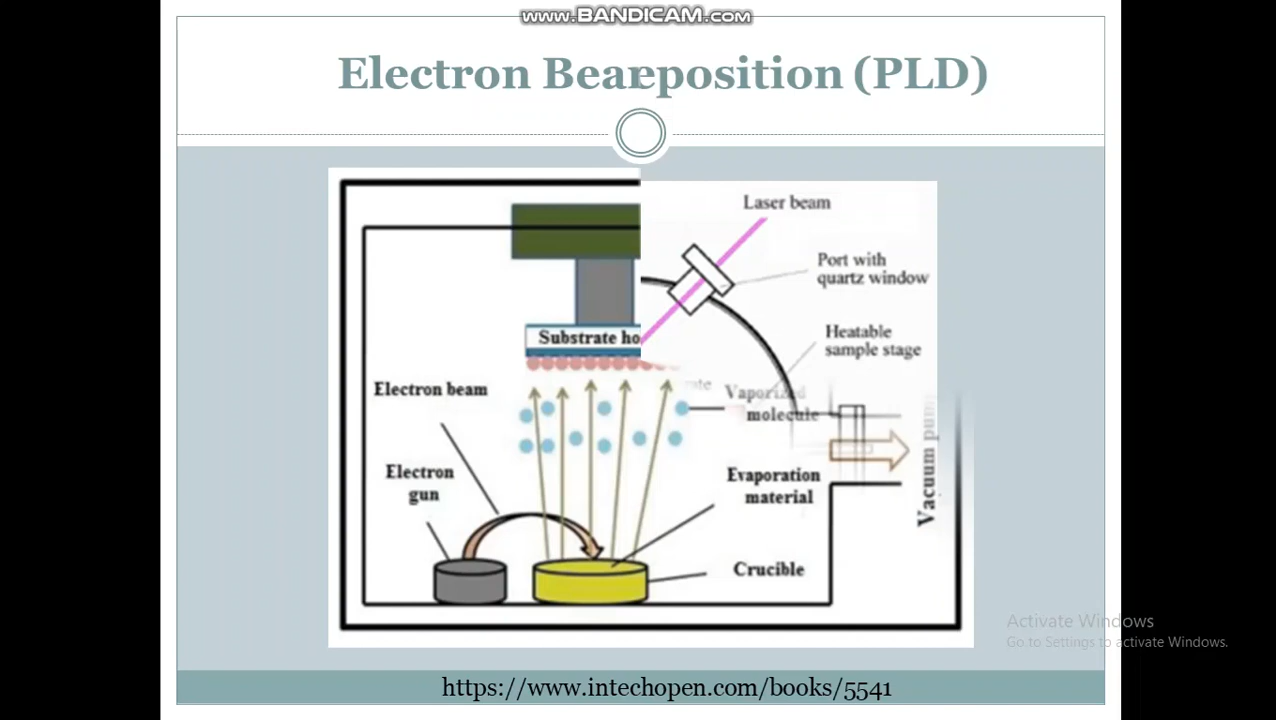 www.BANDICAM.com
Electron Beareposition (PLD)
Laser beam
Port with
quartz window
Substrate ho
Heatable
sample stage
Electron beam
Vaporized
molecule
Electron
gun
Evaporation
material
Vacuum
Crucible
Activate Windows
Go to Settings to activate Windows.
https://www.intechopen.com/books/5541